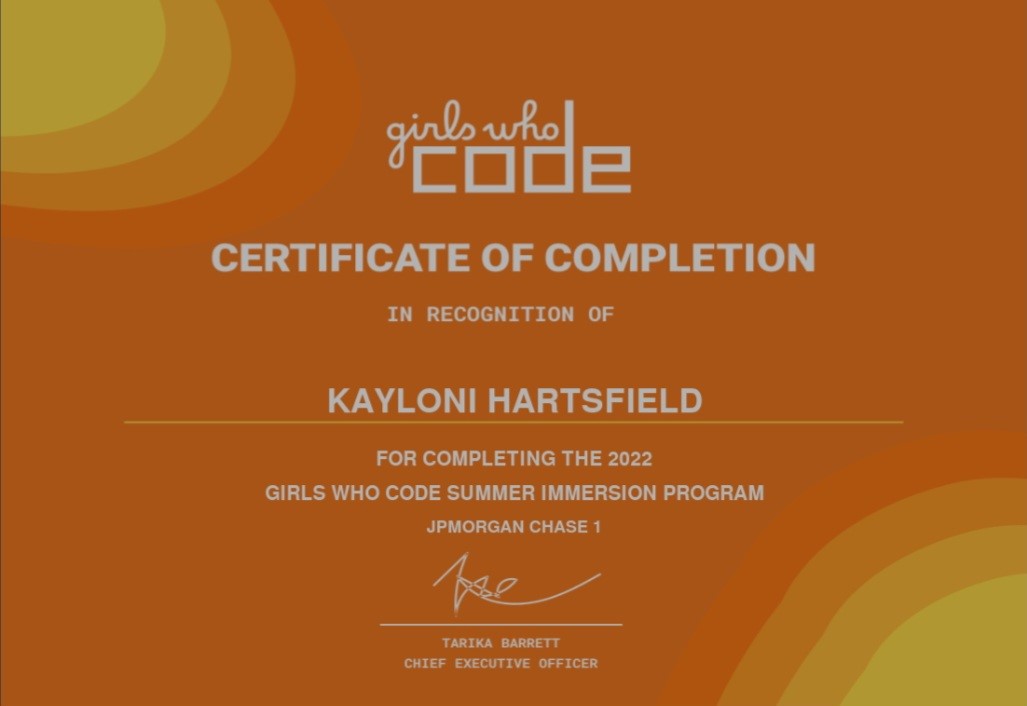 girls who
code
CERTIFICATE OF COMPLETION
IN RECOGNITION OF
KAYLONI HARTSFIELD
FOR COMPLETING THE 2022
GIRLS WHO CODE SUMMER IMMERSION PROGRAM
JPMORGAN CHASE 1
TARIKA BARRETT
CHIEF EXECUTIVE OFFICER